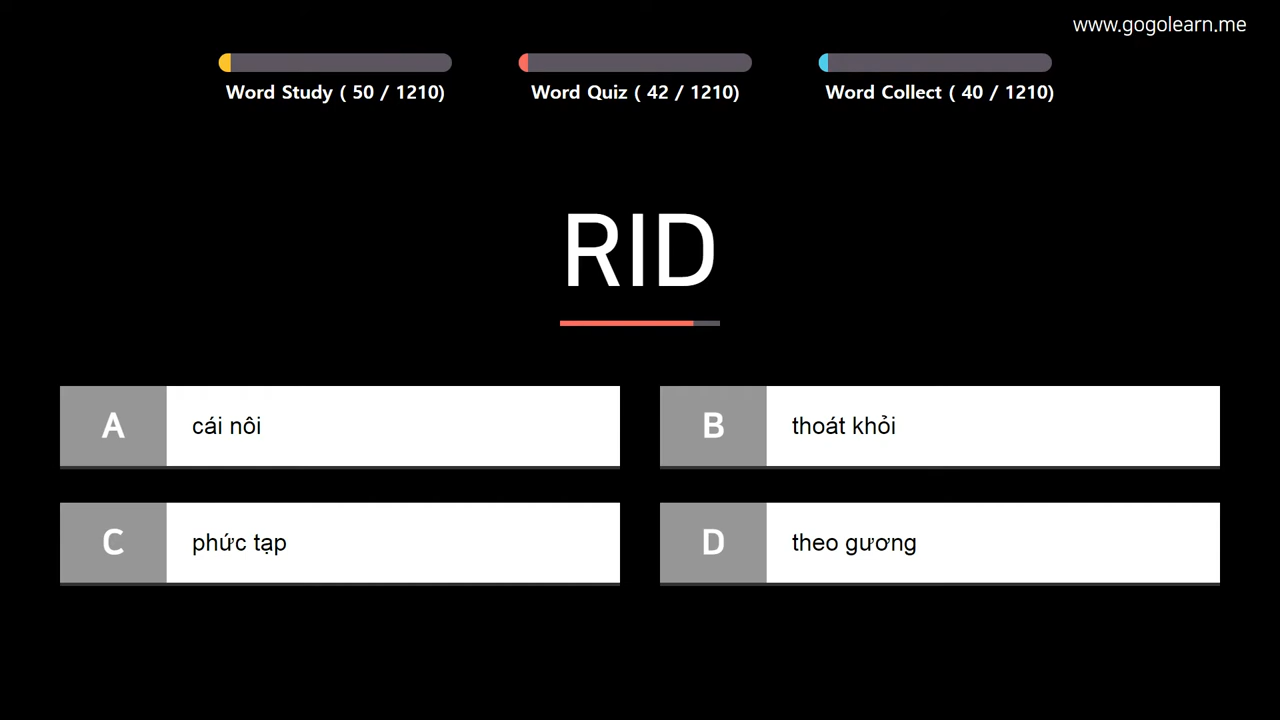 www.gogolearn.me
Word Study ( 50 / 1210)
Word Quiz ( 42 / 1210)
Word Collect ( 40 / 1210)
RID
A
cái nôi
B
thoát khỏi
C
phức tạp
D
theo gương